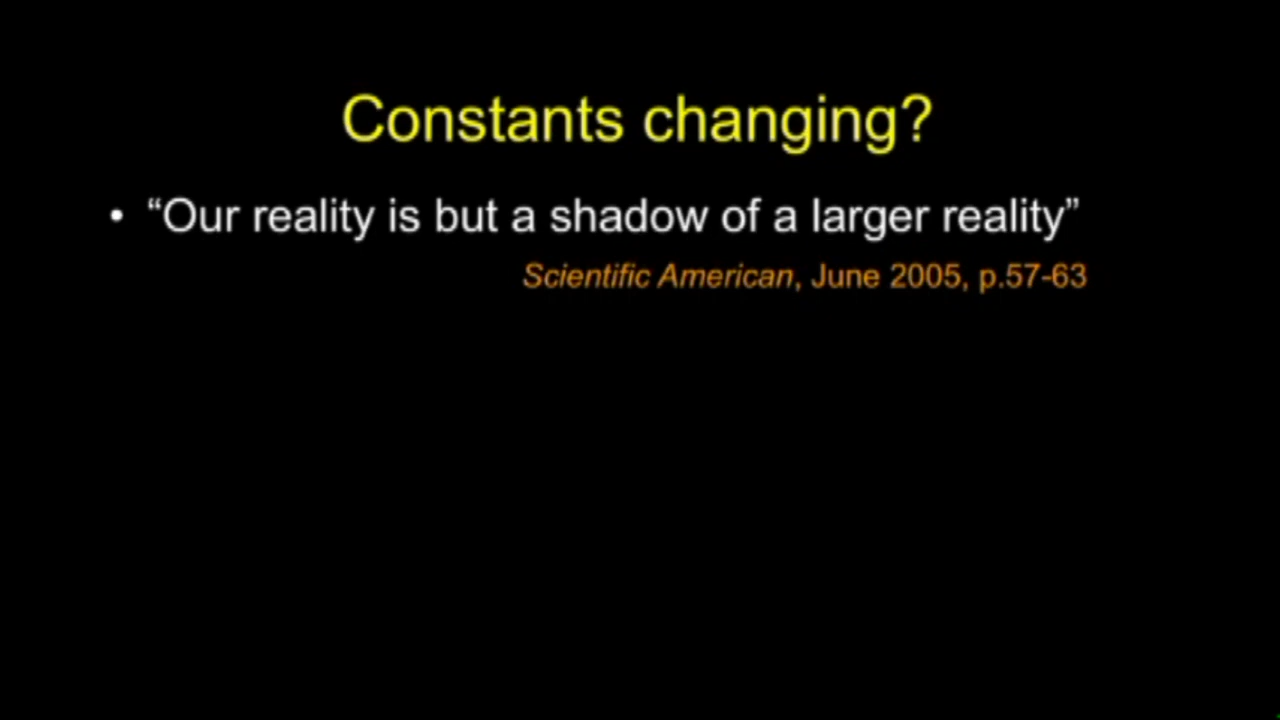 Constants changing?
• “Our reality is but a shadow of a larger reality”
Scientific American, June 2005, p.57-63